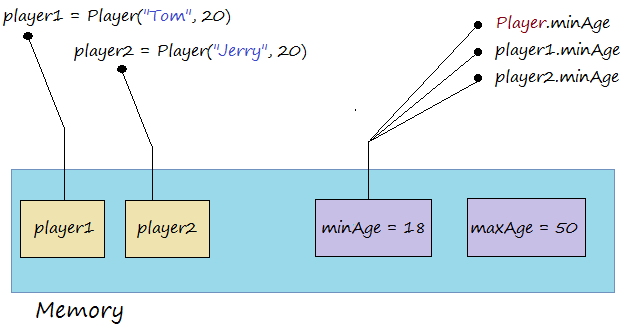 player1 = Player("Tom", 20)
player2 = Player("Jerry", 20)
Player.minAge
player1.minAge
player2.minAge
player1
player2
minAge = 18
maxAge = 50
Memory